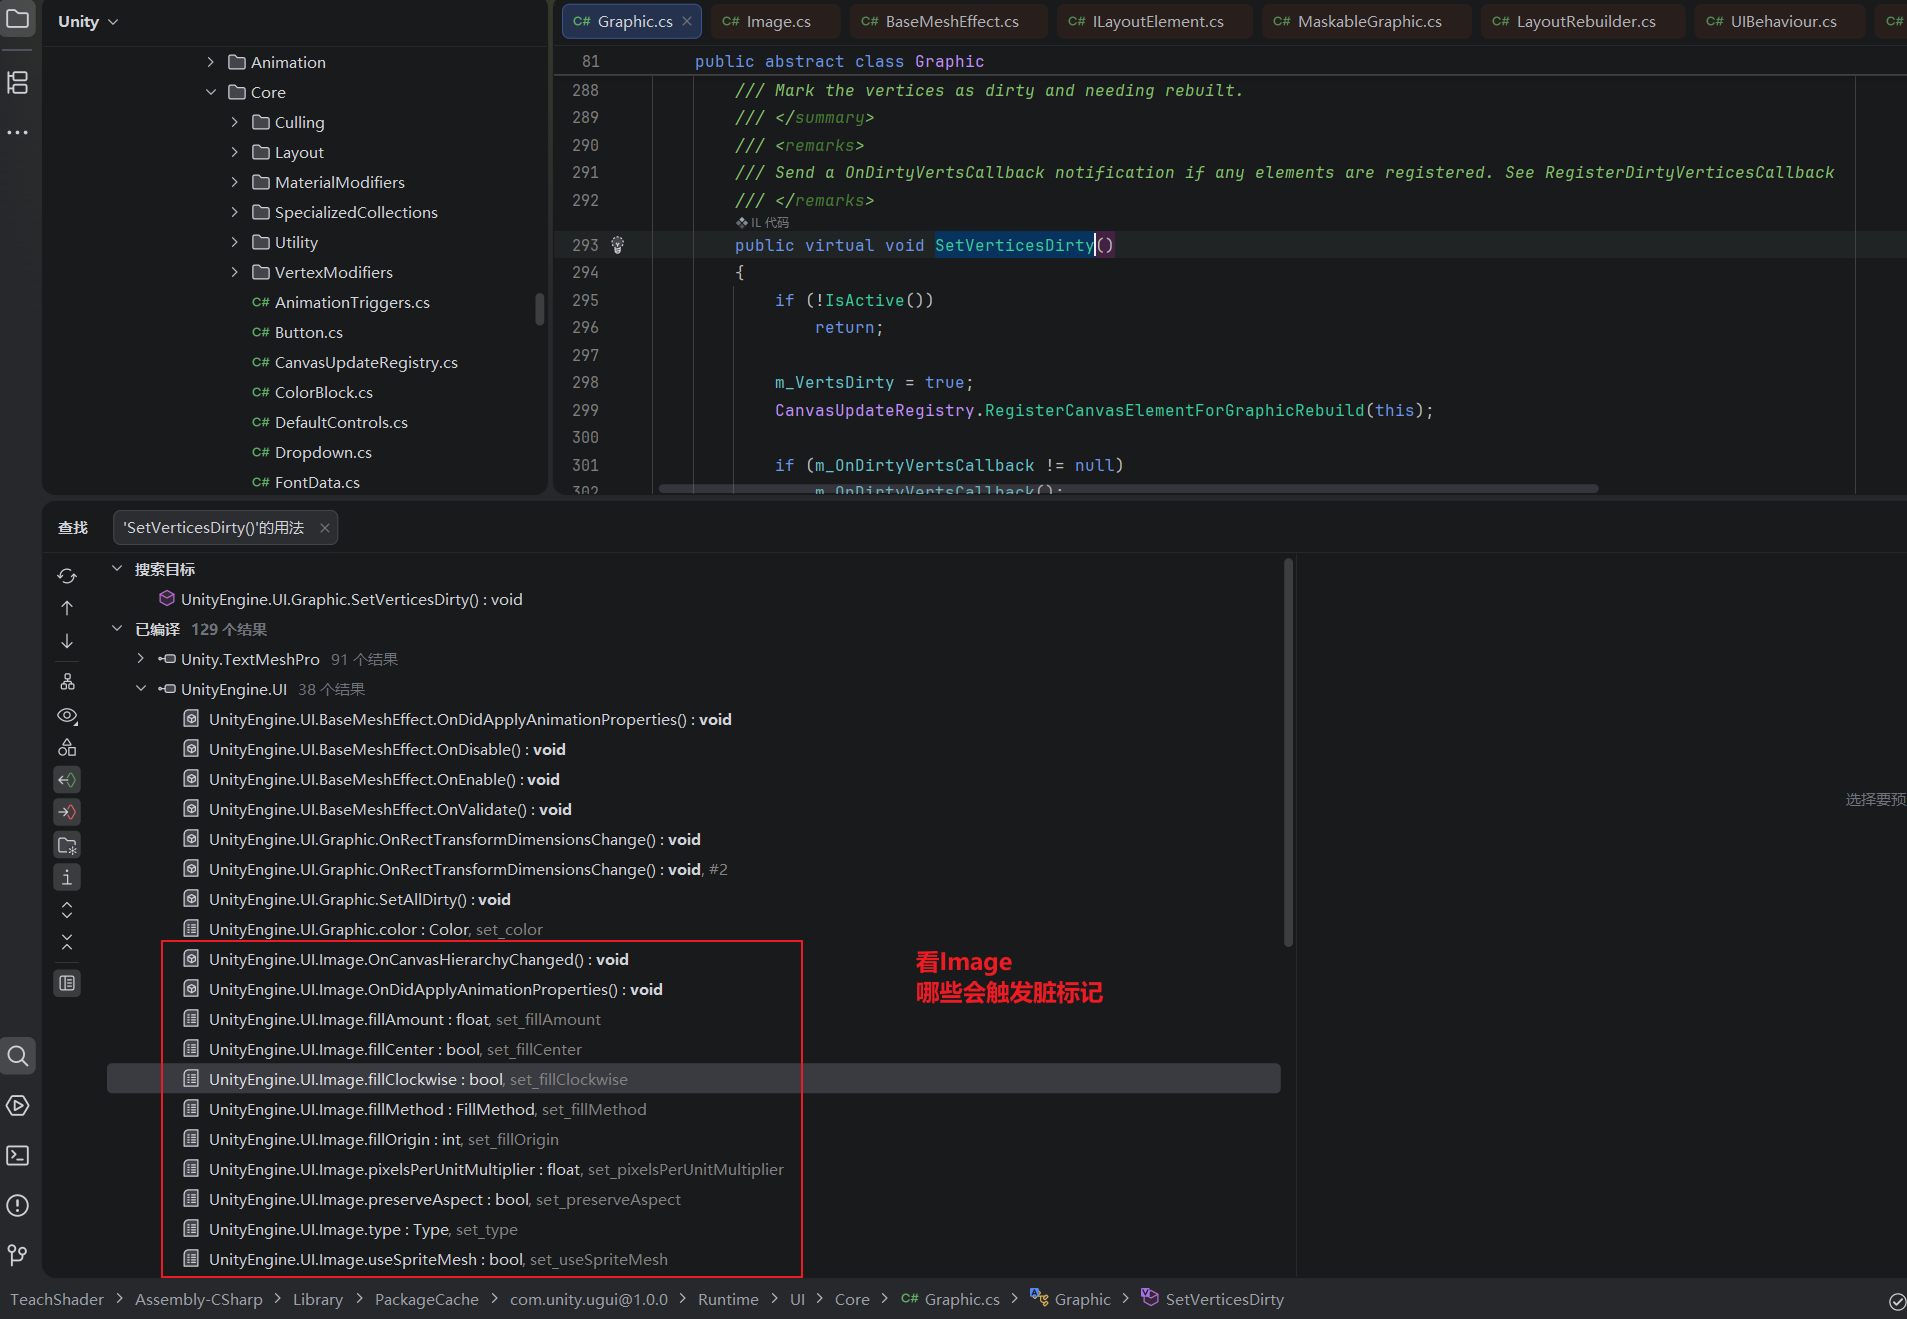 Unity
Animation
Core
Culling
Layout
MaterialModifiers
SpecializedCollections
Utility
VertexModifiers
C# AnimationTriggers.cs
C# Button.cs
C# CanvasUpdateRegistry.cs
C# ColorBlock.cs
C# DefaultControls.cs
C# Dropdown.cs
C# FontData.cs
C# Graphic.cs
C# Image.cs
C# BaseMeshEffect.cs
C# ILayoutElement.cs
C# MaskableGraphic.cs
C# LayoutRebuilder.cs
C# UIBehaviour.cs
C#
81 public abstract class Graphic
288 /// Mark the vertices as dirty and needing rebuilt.
289 /// </summary>
290 /// <remarks>
291 /// Send a OnDirtyVertsCallback notification if any elements are registered. See RegisterDirtyVerticesCallback
292 /// </remarks>
IL 代码
293 public virtual void SetVerticesDirty()
294 {
295 if (!IsActive())
296 return;
297
298 m_VertsDirty = true;
299 CanvasUpdateRegistry.RegisterCanvasElementForGraphicRebuild(this);
300
301 if (m_OnDirtyVertsCallback != null)
302 m_OnDirtyVertsCallback();
查找
'SetVerticesDirty()'的用法
搜索目标
UnityEngine.UI.Graphic.SetVerticesDirty() : void
已编译 129 个结果
Unity.TextMeshPro 91 个结果
UnityEngine.UI 38 个结果
UnityEngine.UI.BaseMeshEffect.OnDidApplyAnimationProperties() : void
UnityEngine.UI.BaseMeshEffect.OnDisable() : void
UnityEngine.UI.BaseMeshEffect.OnEnable() : void
UnityEngine.UI.BaseMeshEffect.OnValidate() : void
UnityEngine.UI.Graphic.OnRectTransformDimensionsChange() : void
UnityEngine.UI.Graphic.OnRectTransformDimensionsChange() : void, #2
UnityEngine.UI.Graphic.SetAllDirty() : void
UnityEngine.UI.Graphic.color : Color, set_color
UnityEngine.UI.Image.OnCanvasHierarchyChanged() : void
UnityEngine.UI.Image.OnDidApplyAnimationProperties() : void
UnityEngine.UI.Image.fillAmount : float, set_fillAmount
UnityEngine.UI.Image.fillCenter : bool, set_fillCenter
UnityEngine.UI.Image.fillClockwise : bool, set_fillClockwise
UnityEngine.UI.Image.fillMethod : FillMethod, set_fillMethod
UnityEngine.UI.Image.fillOrigin : int, set_fillOrigin
UnityEngine.UI.Image.pixelsPerUnitMultiplier : float, set_pixelsPerUnitMultiplier
UnityEngine.UI.Image.preserveAspect : bool, set_preserveAspect
UnityEngine.UI.Image.type : Type, set_type
UnityEngine.UI.Image.useSpriteMesh : bool, set_useSpriteMesh
看Image
哪些会触发脏标记
选择要预
TeachShader > Assembly-CSharp > Library > PackageCache > com.unity.ugui@1.0.0 > Runtime > UI > Core > C# Graphic.cs > Graphic > SetVerticesDirty